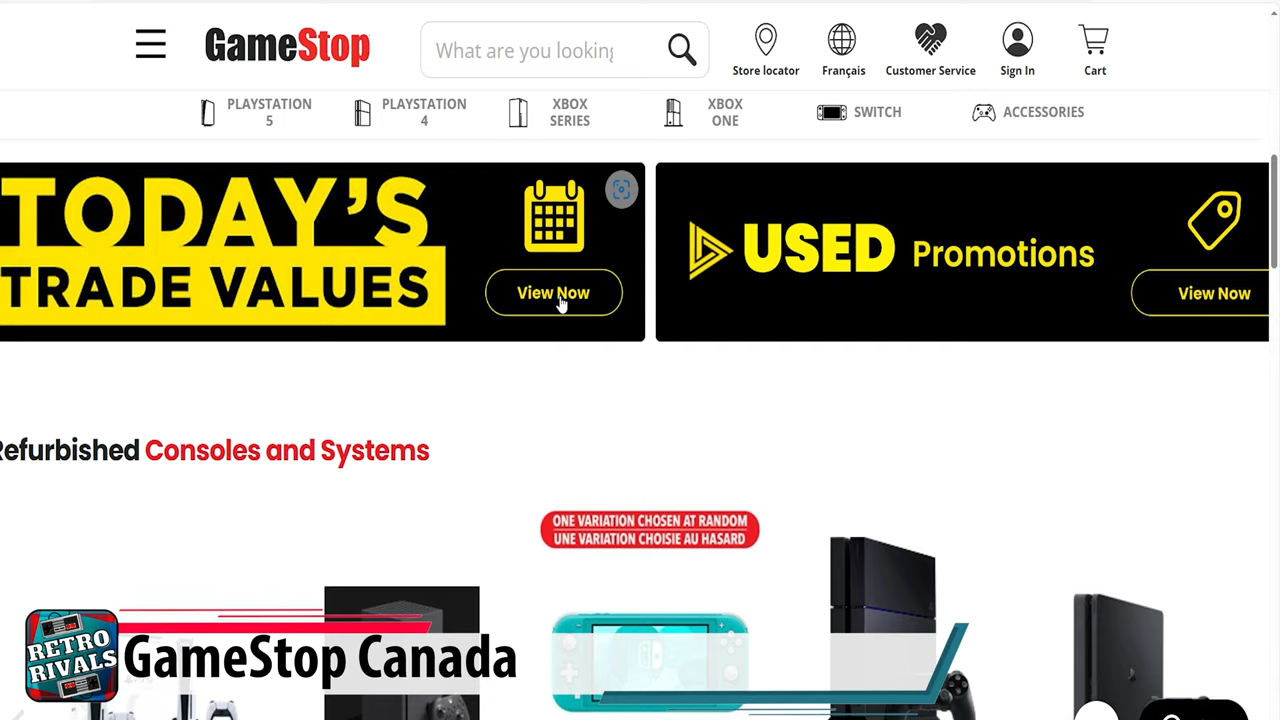 GameStop
What are you looking
Store locator
Français
Customer Service
Sign In
Cart
PLAYSTATION
5
PLAYSTATION
4
XBOX
SERIES
XBOX
ONE
SWITCH
ACCESSORIES
TODAY'S
TRADE VALUES
View Now
USED Promotions
View Now
Refurbished Consoles and Systems
ONE VARIATION CHOSEN AT RANDOM
UNE VARIATION CHOISIE AU HASARD
RETRO
RIVALS
GameStop Canada